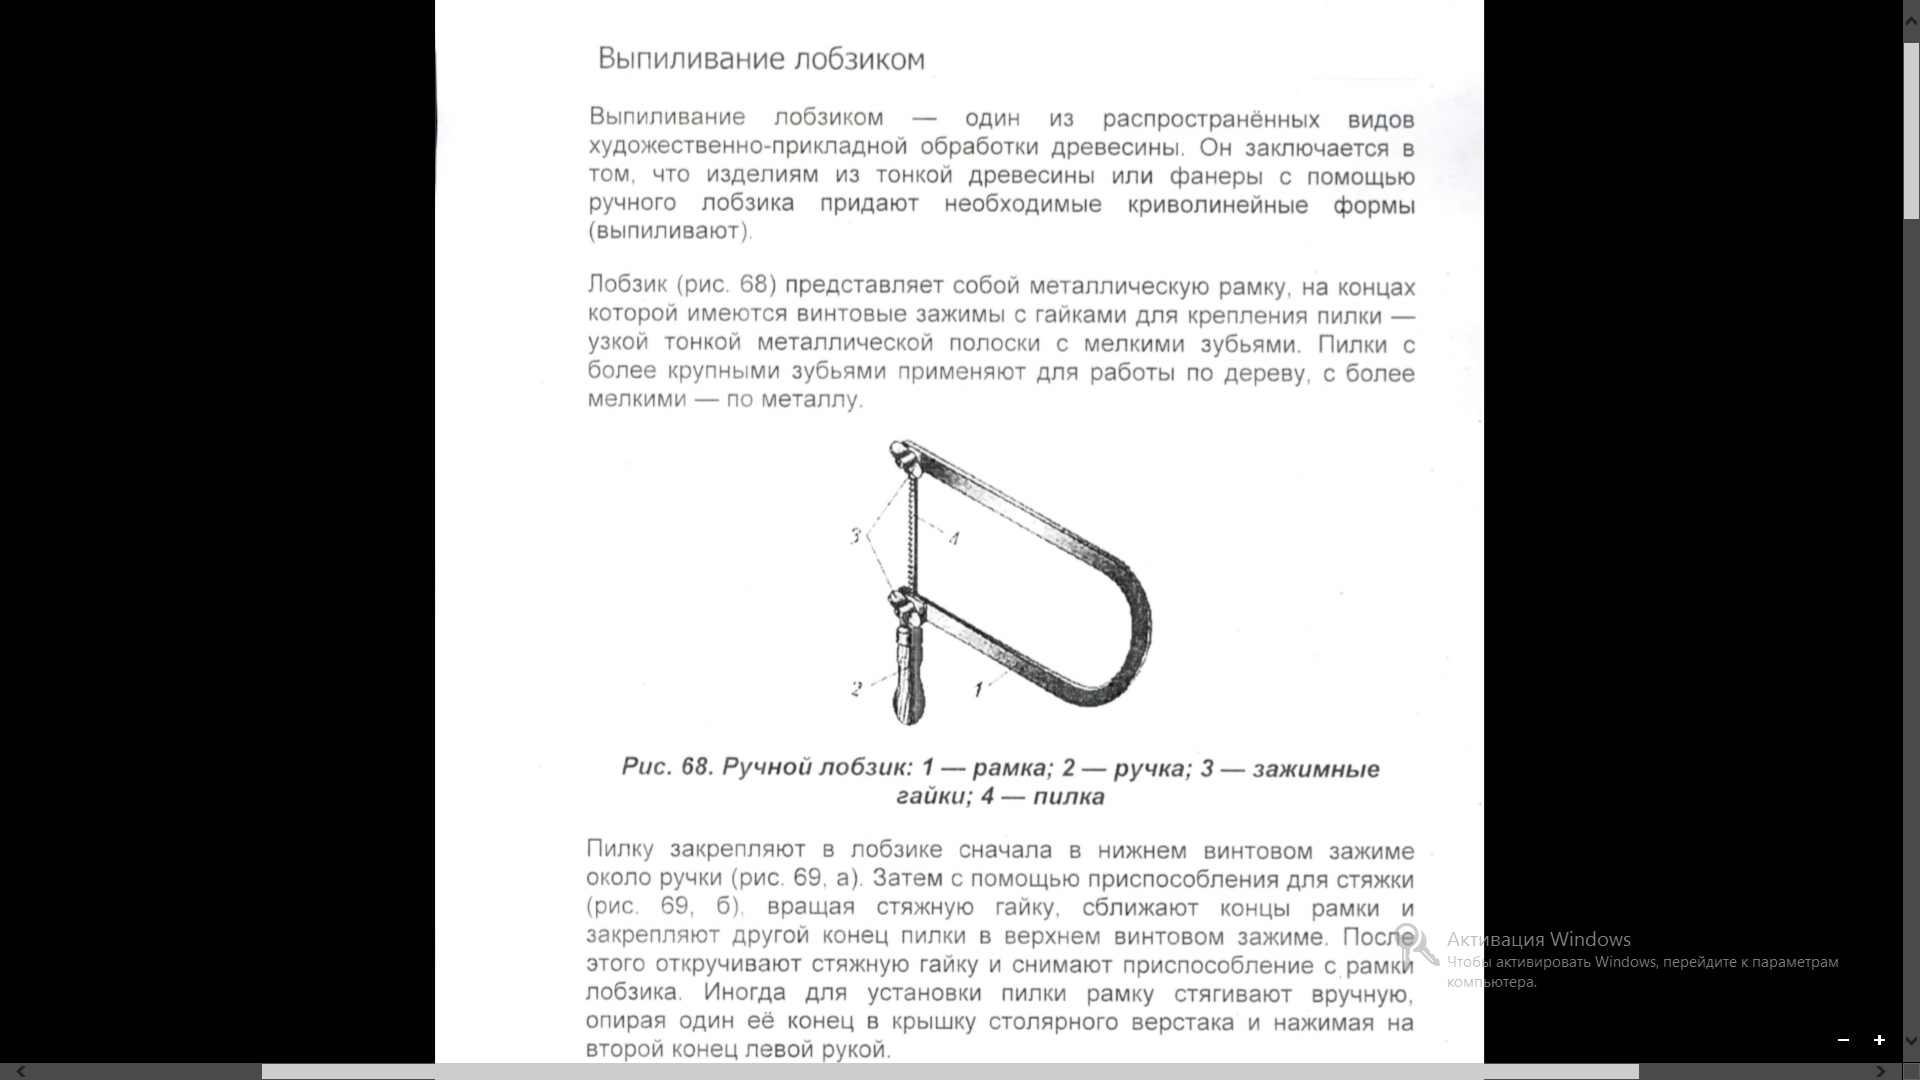 Выпиливание лобзиком
Выпиливание лобзиком — один из распространённых видов
художественно-прикладной обработки древесины. Он заключается в
том, что изделиям из тонкой древесины или фанеры с помощью
ручного лобзика придают необходимые криволинейные формы
(выпиливают).
Лобзик (рис. 68) представляет собой металлическую рамку, на концах
которой имеются винтовые зажимы с гайками для крепления пилки —
узкой тонкой металлической полоски с мелкими зубьями. Пилки с
более крупными зубьями применяют для работы по дереву, с более
мелкими — по металлу.
3
4
2
1
Рис. 68. Ручной лобзик: 1 — рамка; 2 — ручка; 3 — зажимные
гайки; 4 — пилка
Пилку закрепляют в лобзике сначала в нижнем винтовом зажиме
около ручки (рис. 69, а). Затем с помощью приспособления для стяжки
(рис. 69, б), вращая стяжную гайку, сближают концы рамки и
закрепляют другой конец пилки в верхнем винтовом зажиме. После
этого откручивают стяжную гайку и снимают приспособление с рамки
лобзика. Иногда для установки пилки рамку стягивают вручную,
опирая один её конец в крышку столярного верстака и нажимая на
второй конец левой рукой.
Активация Windows
Чтобы активировать Windows, перейдите к параметрам
компьютера.